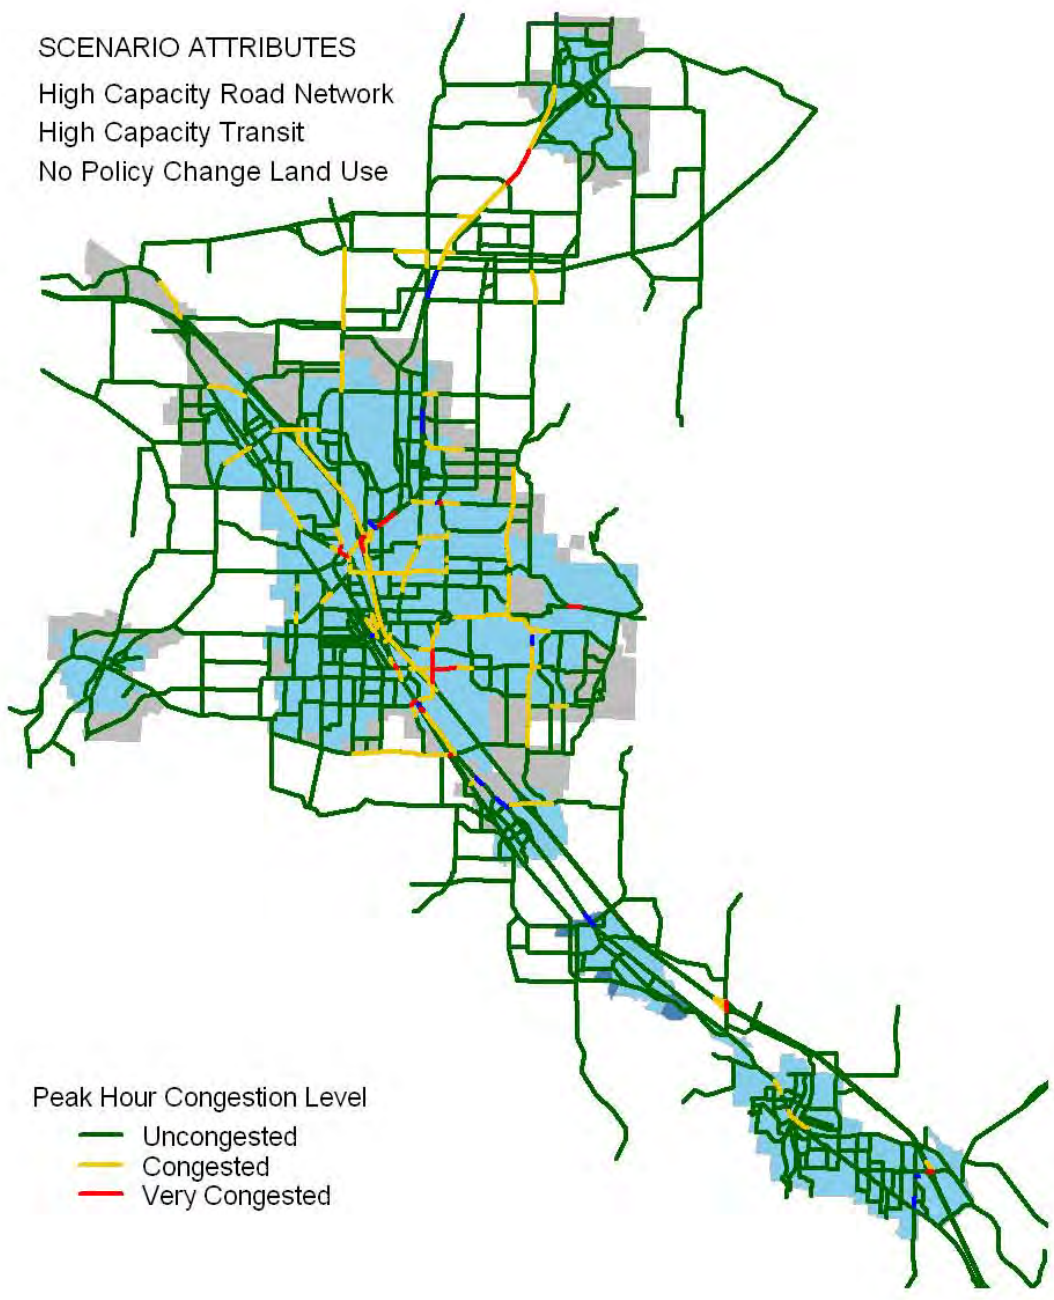 SCENARIO ATTRIBUTES
High Capacity Road Network
High Capacity Transit
No Policy Change Land Use
Peak Hour Congestion Level
Uncongested
Congested
Very Congested